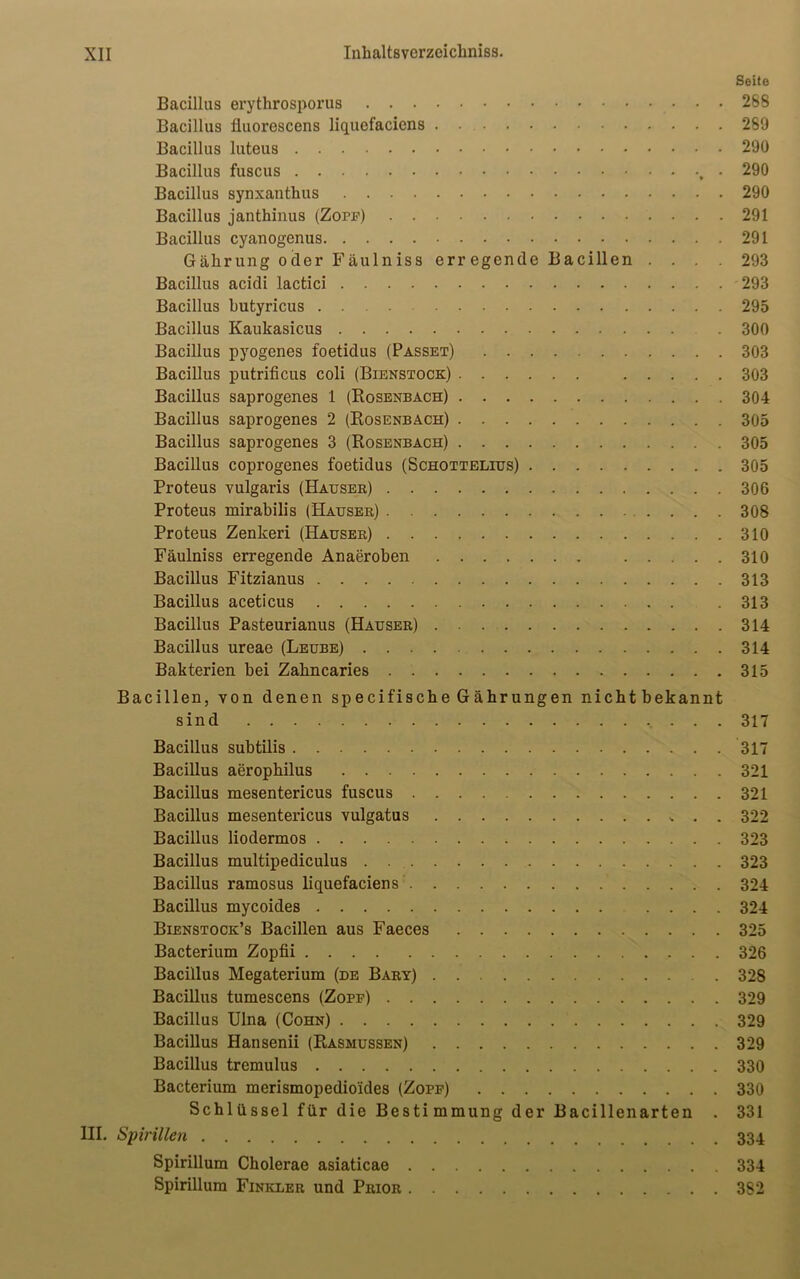 XII Inhaltsverzeichniss.
Seite
Bacillus erythrosporus . . . . . . . . . . . . . . . . 288
Bacillus fluorescens liquefaciens . . . . . . . . . . . . . 289
Bacillus luteus . . . . . . . . . . . . . . . . . . 290
Bacillus fuscus . . . . . . . . . . . . . . . . . . 290
Bacillus synxanthus . . . . . . . . . . . . . . . . . 290
Bacillus janthinus (Zopf) . . . . . . . . . . . . . . . 291
Bacillus cyanogenus. . . . . . . . . . . . . . . . . 291
Gährung oder Fäulniss erregende Bacillen . . . . 293
Bacillus acidi lactici . . . . . . . . . . . . . . . . . 293
Bacillus butyricus . . . . . . . . . . . . . . . . . 295
Bacillus Kaukasicus . . . . . . . . . . . . . . . . 300
Bacillus pyogenes foetidus (Passet) . . . . . . . . . . . 303
Bacillus putrificus coli (Bienstock) . . . . . . . . . . . 303
Bacillus saprogenes 1 (Rosenbach) . . . . . . . . . . . . 304
Bacillus saprogenes 2 (Rosenbach) . . . . . . . . . . . . 305
Bacillus saprogenes 3 (Rosenbach) . . . . . . . . . . . . 305
Bacillus coprogenes foetidus (Schottelius) . . . . . . . . . 305
Proteus vulgaris (Hauser) . . . . . . . . . . . . . . . 306
Proteus mirabilis (Hauser) . . . . . . . . . . . . . . . 308
Proteus Zenkeri (Hauser) . . . . . . . . . . . . . . . 310
Fäulniss erregende Anaëroben . . . . . . . . . . . . 310
Bacillus Fitzianus . . . . . . . . . . . . . . . . . 313
Bacillus aceticus . . . . . . . . . . . . . . . . . 313
Bacillus Pasteurianus (Hauser) . . . . . . . . . . . . . 314
Bacillus ureae (Leube) . . . . . . . . . . . . . . . . 314
Bakterien bei Zahncaries . . . . . . . . . . . . . . . 315
Bacillen, von denen specifische Gährungen nicht bekannt
sind . . . . . . . . . . . . . . . . . . . . 317
Bacillus subtilis . . . . . . . . . . . . . . . . . . 317
Bacillus aërophilus . . . . . . . . . . . . . . . . . 321
Bacillus mesentericus fuscus . . . . . . . . . . . . . . 321
Bacillus mesentericus vulgatus . . . . . . . . . . . . . 322
Bacillus liodermos . . . . . . . . . . . . . . . . . . 323
Bacillus multipediculus . . . . . . . . . . . . . . . . 323
Bacillus ramosus liquefaciens . . . . . . . . . . . . . . 324
Bacillus mycoides . . . . . . . . . . . . . . . . . 324
Bienstock's Bacillen aus Faeces . . . . . . . . . . . . 325
Bacterium Zopfii . . . . . . . . . . . . . . . . . . 326
Bacillus Megaterium (de Bary) . . . . . . . . . . . . . 328
Bacillus tumescens (Zopf) . . . . . . . . . . . . . . . 329
Bacillus Ulna (Cohn) . . . . . . . . . . . . . . . . . 329
Bacillus Hansenii (Rasmussen) . . . . . . . . . . . . . 329
Bacillus tremulus . . . . . . . . . . . . . . . . . . 330
Bacterium merismopedioïdes (Zopf) . . . . . . . . . . . 330
Schlüssel für die Bestimmung der Bacillenarten . 331
III. Spirillen . . . . . . . . . . . . . . . . . . . . . 334
Spirillum Cholerae asiaticae . . . . . . . . . . . . . . 334
Spirillum Finkler und Prior . . . . . . . . . . . . . . 382